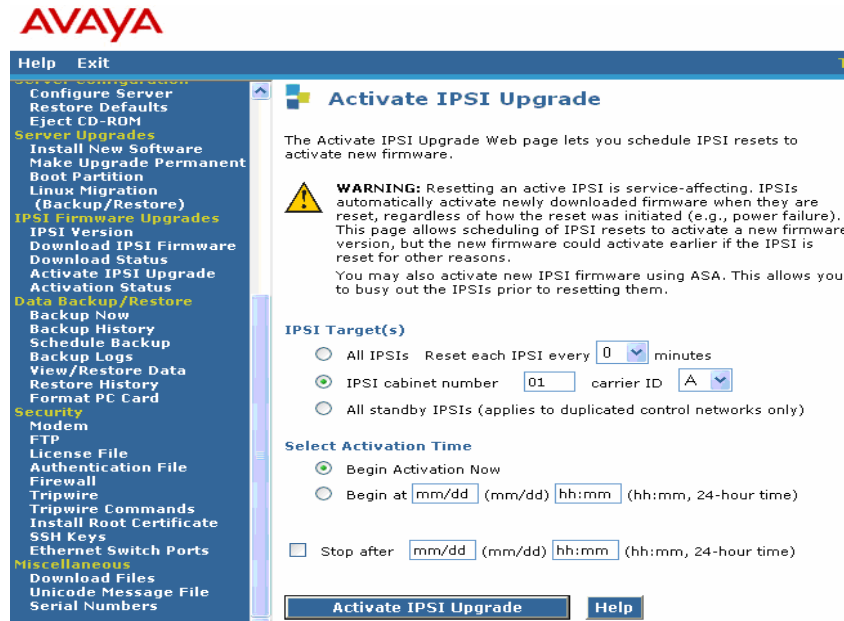 AVAYA
Help Exit
Server Configuration
Configure Server
Restore Defaults
Eject CD-ROM
Server Upgrades
Install New Software
Make Upgrade Permanent
Boot Partition
Linux Migration
(Backup/Restore)
IPSI Firmware Upgrades
IPSI Version
Download IPSI Firmware
Download Status
Activate IPSI Upgrade
Activation Status
Data Backup/Restore
Backup Now
Backup History
Schedule Backup
Backup Logs
View/Restore Data
Restore History
Format PC Card
Security
Modem
FTP
License File
Authentication File
Firewall
Tripwire
Tripwire Commands
Install Root Certificate
SSH Keys
Ethernet Switch Ports
Miscellaneous
Download Files
Unicode Message File
Serial Numbers
Activate IPSI Upgrade
The Activate IPSI Upgrade Web page lets you schedule IPSI resets to
activate new firmware.
WARNING: Resetting an active IPSI is service-affecting. IPSIs
automatically activate newly downloaded firmware when they are
reset, regardless of how the reset was initiated (e.g., power failure).
This page allows scheduling of IPSI resets to activate a new firmware
version, but the new firmware could activate earlier if the IPSI is
reset for other reasons.
You may also activate new IPSI firmware using ASA. This allows you
to busy out the IPSIs prior to resetting them.
IPSI Target(s)
All IPSIs Reset each IPSI every 0 minutes
IPSI cabinet number 01 carrier ID A
All standby IPSIs (applies to duplicated control networks only)
Select Activation Time
Begin Activation Now
Begin at mm/dd (mm/dd) hh:mm (hh:mm, 24-hour time)
Stop after mm/dd (mm/dd) hh:mm (hh:mm, 24-hour time)
Activate IPSI Upgrade Help